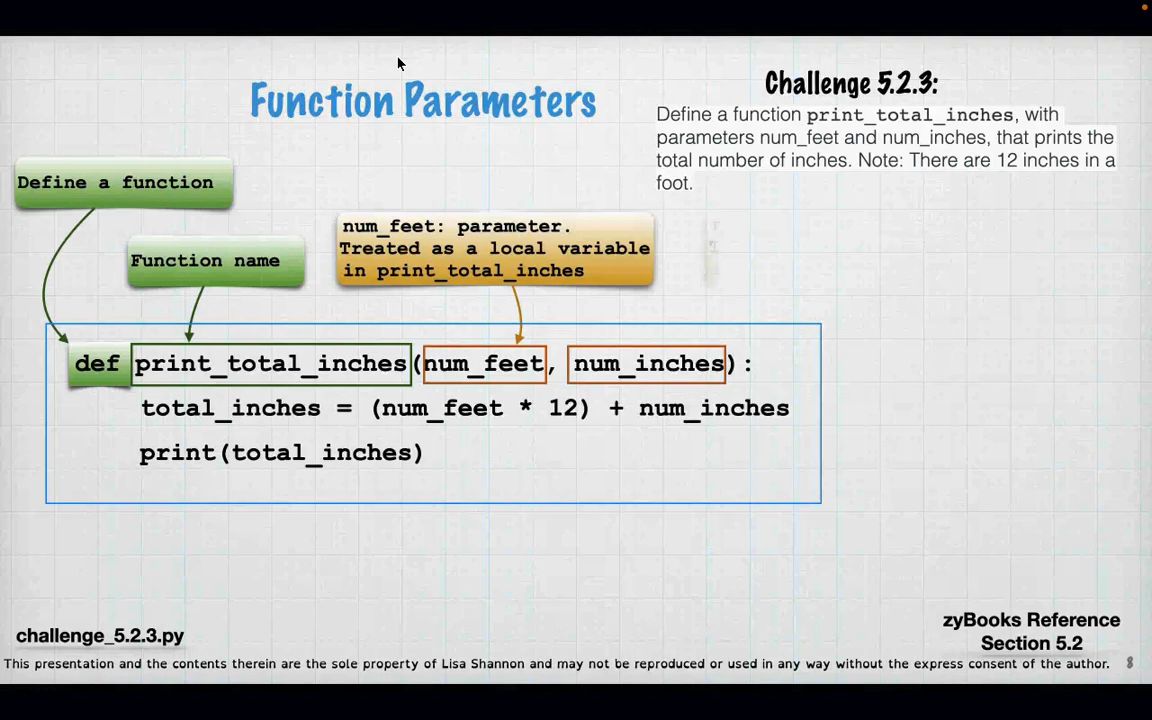 Function Parameters
Challenge 5.2.3:
Define a function print_total_inches, with
parameters num_feet and num_inches, that prints the
total number of inches. Note: There are 12 inches in a
foot.
Define a function
Function name
num_feet: parameter.
Treated as a local variable
in print_total_inches
def print_total_inches(num_feet, num_inches):
total_inches = (num_feet * 12) + num_inches
print(total_inches)
challenge_5.2.3.py
zyBooks Reference
Section 5.2
This presentation and the contents therein are the sole property of Lisa Shannon and may not be reproduced or used in any way without the express consent of the author.
8